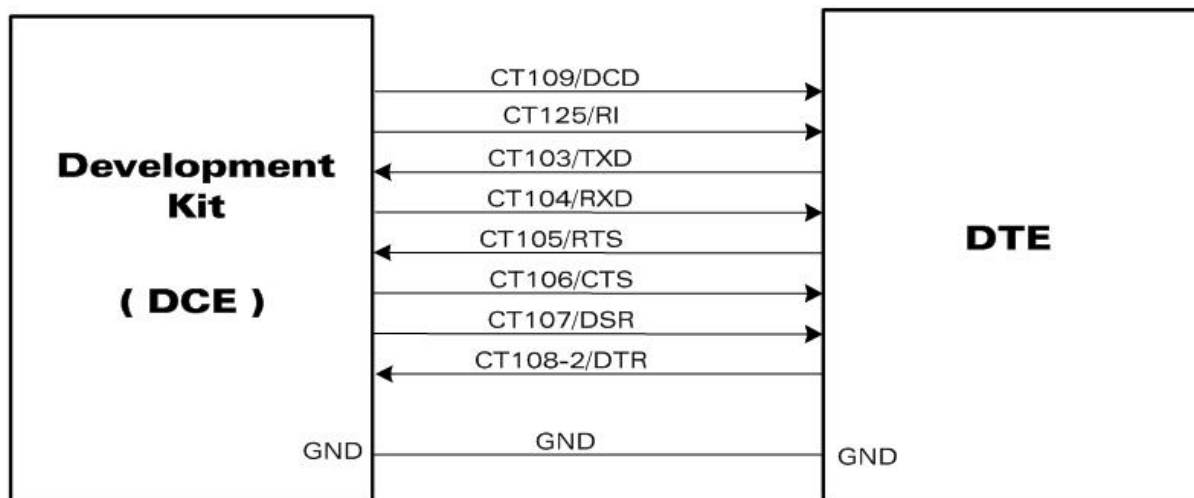 CT109/DCD
CT125/RI
CT103/TXD
CT104/RXD
CT105/RTS
CT106/CTS
CT107/DSR
CT108-2/DTR
Development
Kit
( DCE )
DTE
GND
GND
GND